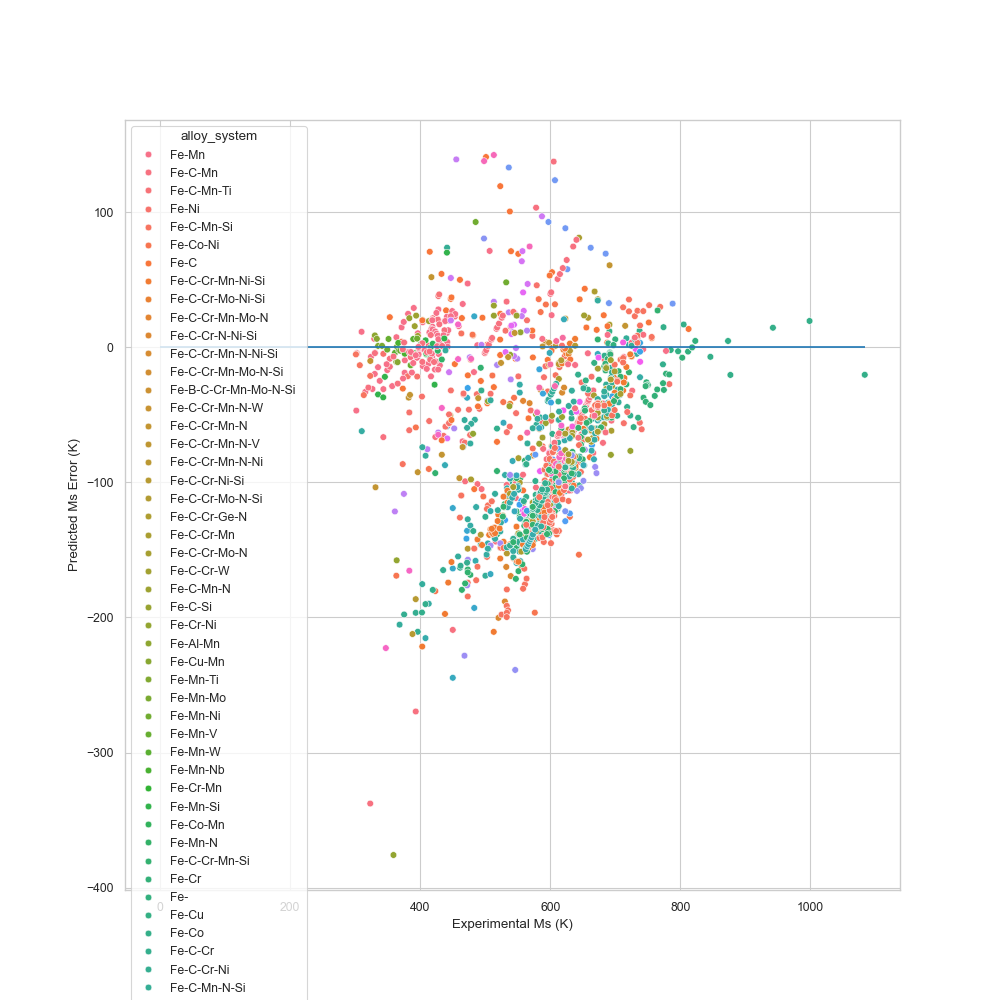 alloy_system
Fe-Mn
Fe-C-Mn
Fe-C-Mn-Ti
Fe-Ni
Fe-C-Mn-Si
Fe-Co-Ni
Fe-C
Fe-C-Cr-Mn-Ni-Si
Fe-C-Cr-Mo-Ni-Si
Fe-C-Cr-Mn-Mo-N
Fe-C-Cr-N-Ni-Si
Fe-C-Cr-Mn-N-Ni-Si
Fe-C-Cr-Mn-Mo-N-Si
Fe-B-C-Cr-Mn-Mo-N-Si
Fe-C-Cr-Mn-N-W
Fe-C-Cr-Mn-N
Fe-C-Cr-Mn-N-V
Fe-C-Cr-Mn-N-Ni
Fe-C-Cr-Ni-Si
Fe-C-Cr-Mo-N-Si
Fe-C-Cr-Ge-N
Fe-C-Cr-Mn
Fe-C-Cr-Mo-N
Fe-C-Cr-W
Fe-C-Mn-N
Fe-C-Si
Fe-Cr-Ni
Fe-Al-Mn
Fe-Cu-Mn
Fe-Mn-Ti
Fe-Mn-Mo
Fe-Mn-Ni
Fe-Mn-V
Fe-Mn-W
Fe-Mn-Nb
Fe-Cr-Mn
Fe-Mn-Si
Fe-Co-Mn
Fe-Mn-N
Fe-C-Cr-Mn-Si
Fe-Cr
Fe-
Fe-Cu
Fe-Co
Fe-C-Cr
Fe-C-Cr-Ni
Fe-C-Mn-N-Si
100
0
−100
−200
−300
−400
Predicted Ms Error (K)
0 200 400 600 800 1000
Experimental Ms (K)